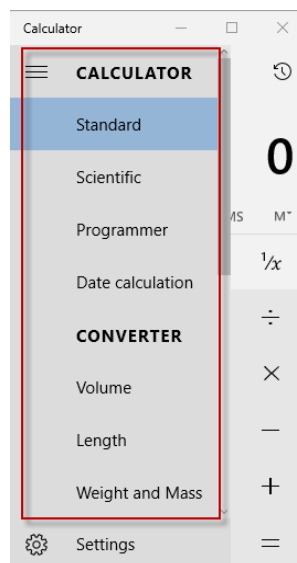 Calculator
CALCULATOR
Standard
0
Scientific
MS M˅
Programmer
¹/x
Date calculation
÷
CONVERTER
×
Volume
Length
−
Weight and Mass
+
Settings
=